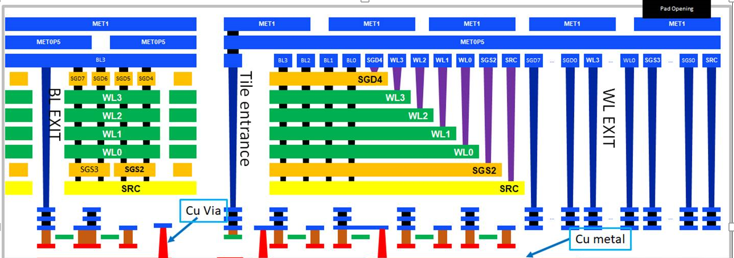 Pad Opening
MET1 MET1 MET1 MET1 MET1 MET1
MET0P5 MET0P5 MET0P5
BL3 BL3 BL2 BL1 BL0 SGD4 WL3 WL2 WL1 WL0 SGS2 SRC SGD7 ... SGD0 WL3 ... WL0 SGS3 ... SGS0 SRC
SGD7 SGD6 SGD5 SGD4 SGD4
WL3 WL3
WL2 WL2
WL1 WL1
WL0 WL0
SGS3 SGS2 SGS2
SRC SRC
BL EXIT
Tile entrance
WL EXIT
Cu Via
Cu metal